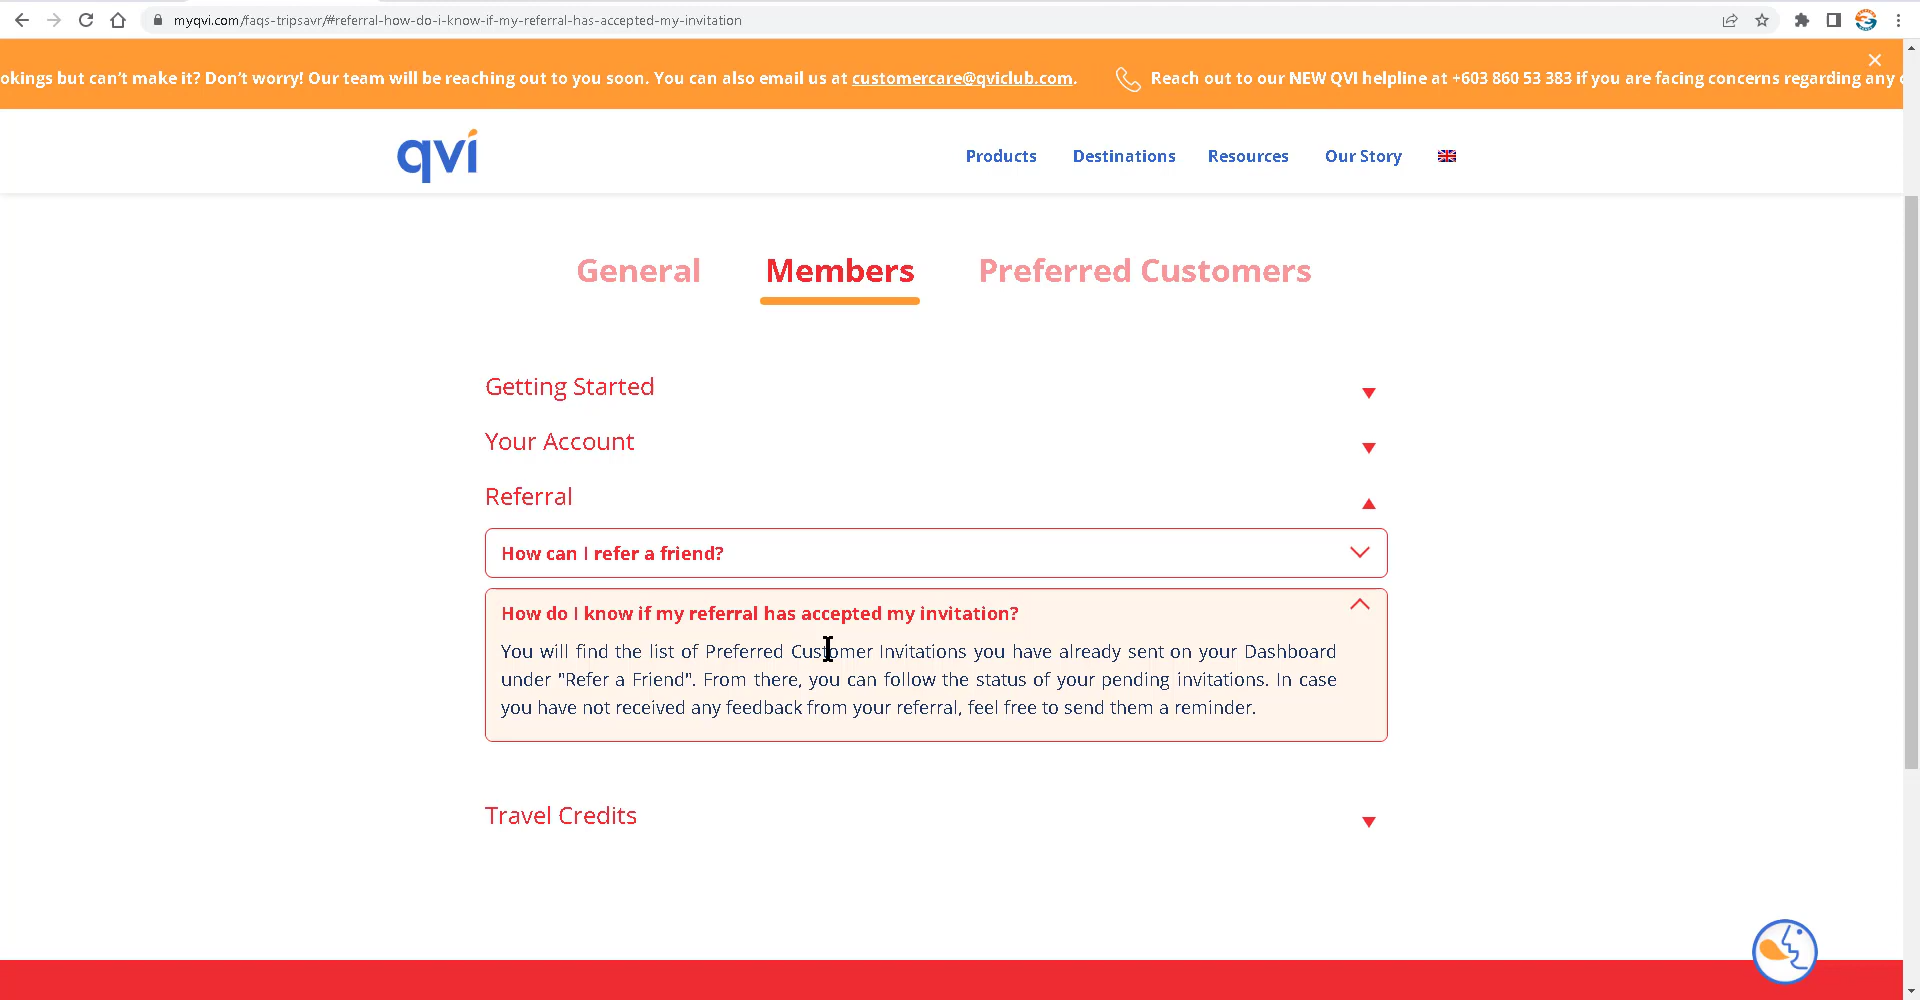 myqvi.com/faqs-tripsavr/#referral-how-do-i-know-if-my-referral-has-accepted-my-invitation
okings but can't make it? Don't worry! Our team will be reaching out to you soon. You can also email us at customercare@qviclub.com. Reach out to our NEW QVI helpline at +603 860 53 383 if you are facing concerns regarding any
qvi
Products Destinations Resources Our Story
General Members Preferred Customers
Getting Started
Your Account
Referral
How can I refer a friend?
How do I know if my referral has accepted my invitation?
You will find the list of Preferred Customer Invitations you have already sent on your Dashboard
under "Refer a Friend". From there, you can follow the status of your pending invitations. In case
you have not received any feedback from your referral, feel free to send them a reminder.
Travel Credits